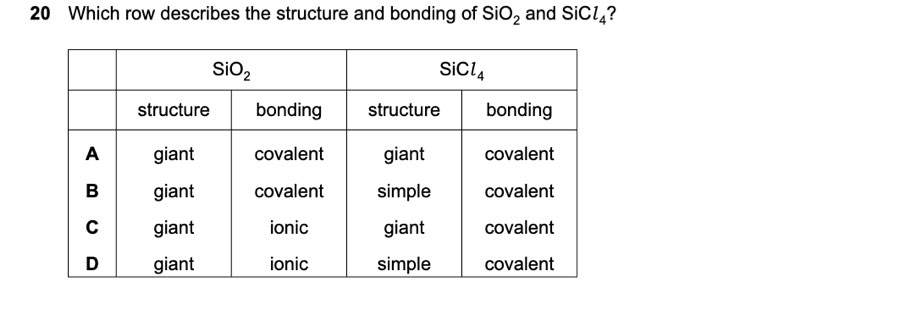 20 Which row describes the structure and bonding of SiO₂ and SiCl₄?
SiO₂ SiCl₄
structure bonding structure bonding
A giant covalent giant covalent
B giant covalent simple covalent
C giant ionic giant covalent
D giant ionic simple covalent